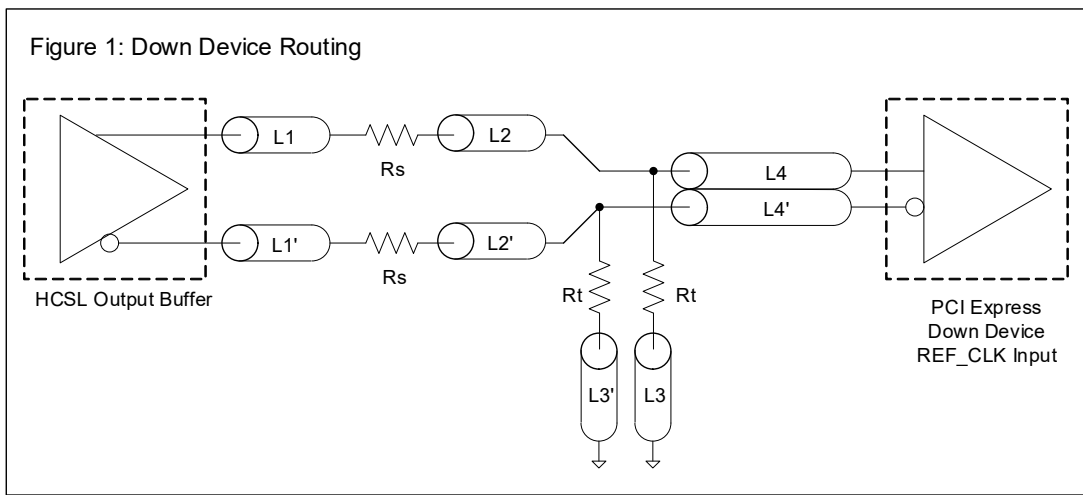 Figure 1: Down Device Routing
L1
Rs
L2
L4
L4'
L1'
Rs
L2'
HCSL Output Buffer
Rt
Rt
L3'
L3
PCI Express
Down Device
REF_CLK Input